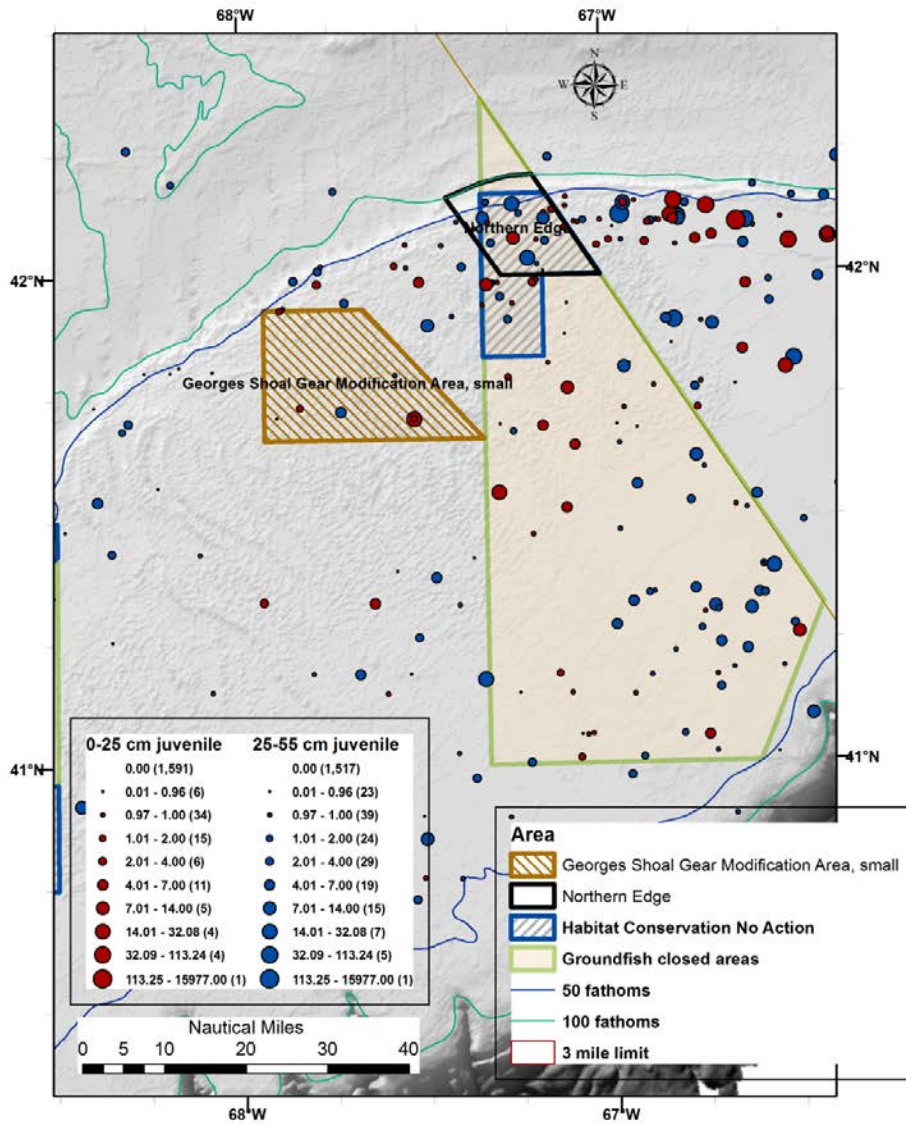 68°W 67°W
N
W E
S
Northern Edge
42°N 42°N
Georges Shoal Gear Modification Area, small
41°N 41°N
0-25 cm juvenile 25-55 cm juvenile
0.00 (1,591) 0.00 (1,517)
0.01 - 0.96 (6) 0.01 - 0.96 (23)
0.97 - 1.00 (34) 0.97 - 1.00 (39)
1.01 - 2.00 (15) 1.01 - 2.00 (24)
2.01 - 4.00 (6) 2.01 - 4.00 (29)
4.01 - 7.00 (11) 4.01 - 7.00 (19)
7.01 - 14.00 (5) 7.01 - 14.00 (15)
14.01 - 32.08 (4) 14.01 - 32.08 (7)
32.09 - 113.24 (4) 32.09 - 113.24 (5)
113.25 - 15977.00 (1) 113.25 - 15977.00 (1)
Nautical Miles
0 5 10 20 30 40
Area
Georges Shoal Gear Modification Area, small
Northern Edge
Habitat Conservation No Action
Groundfish closed areas
50 fathoms
100 fathoms
3 mile limit
68°W 67°W